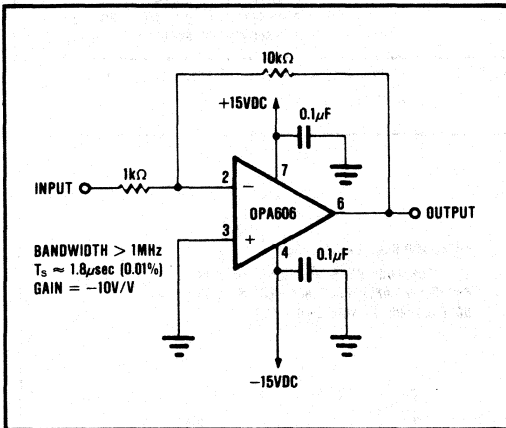 10kΩ
+15VDC
0.1µF
7
1kΩ
INPUT
2
−
6
OPA606
OUTPUT
3
+
BANDWIDTH > 1MHz
Ts ≈ 1.8µsec (0.01%)
GAIN = −10V/V
0.1µF
4
−15VDC